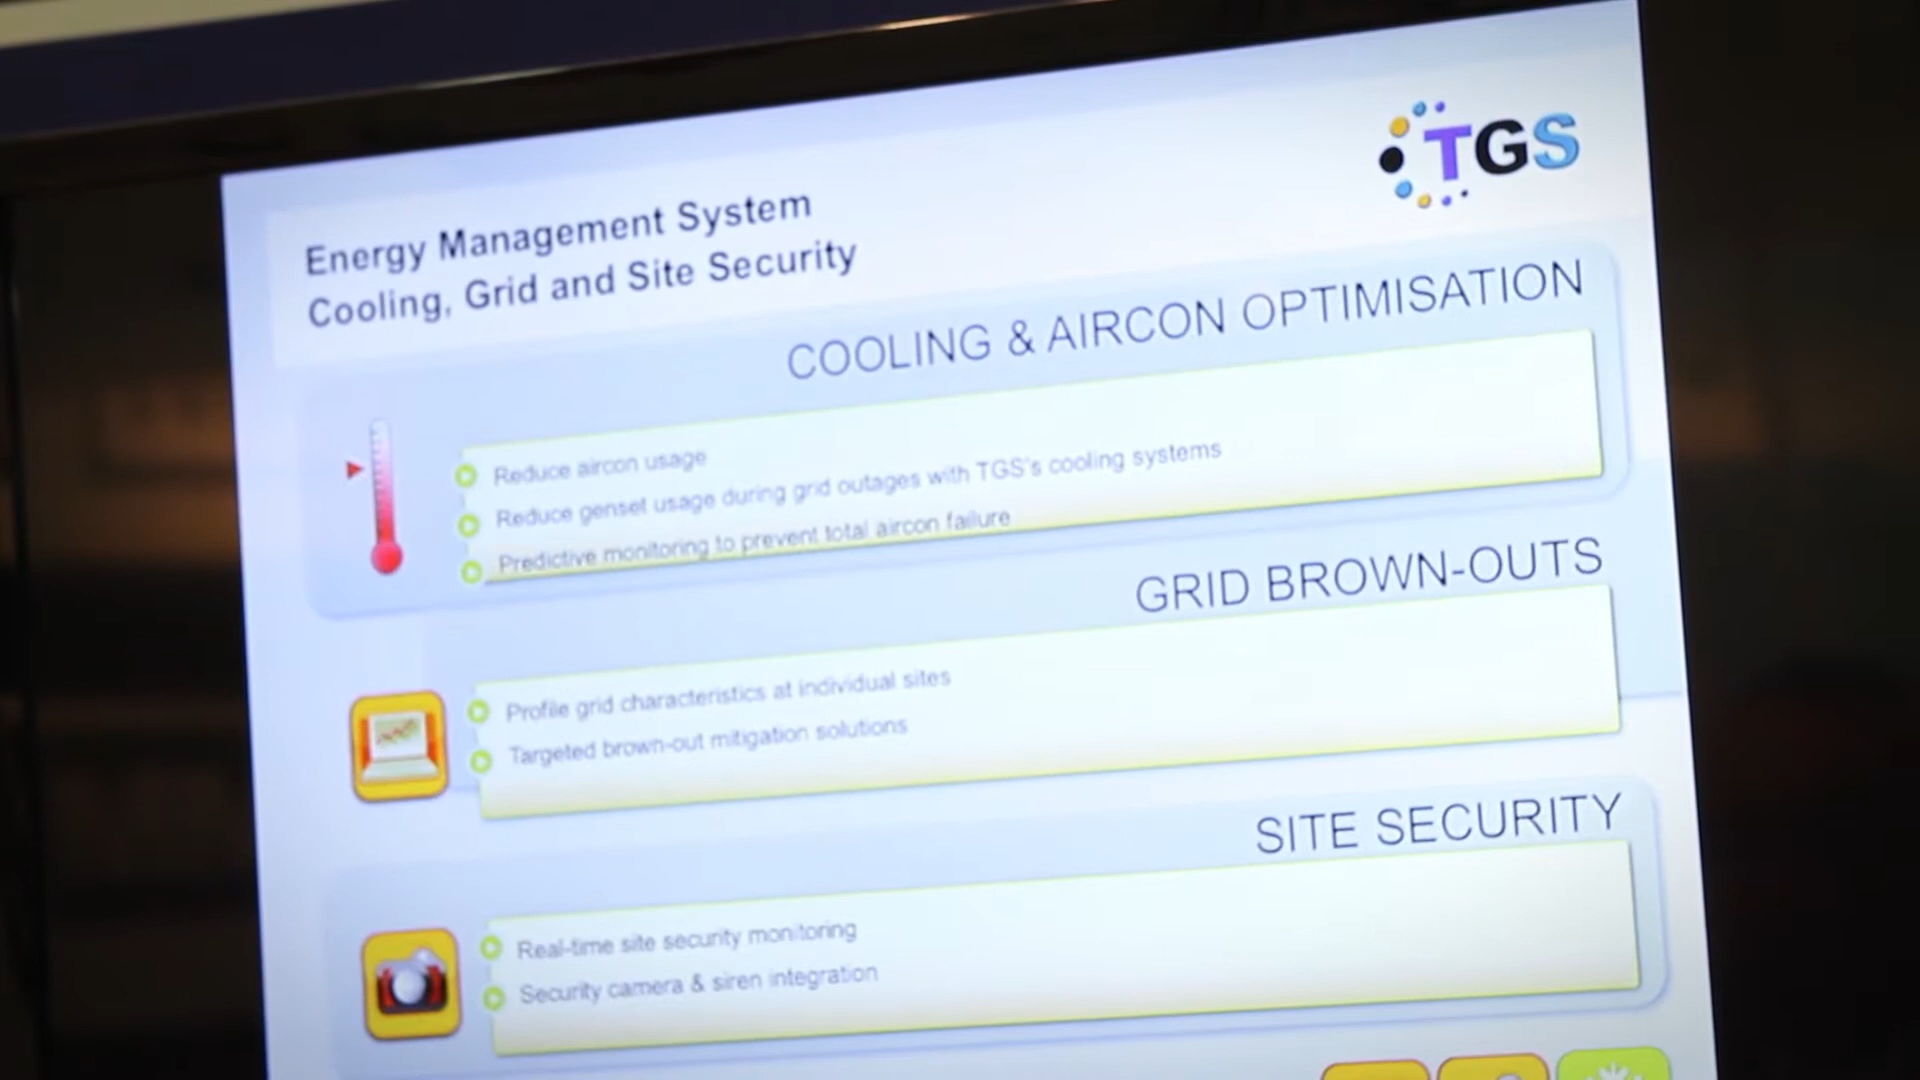 TGS
Energy Management System
Cooling, Grid and Site Security
COOLING & AIRCON OPTIMISATION
Reduce aircon usage
Reduce genset usage during grid outages with TGS's cooling systems
Predictive monitoring to prevent total aircon failure
GRID BROWN-OUTS
Profile grid characteristics at individual sites
Targeted brown-out mitigation solutions
SITE SECURITY
Real-time site security monitoring
Security camera & siren integration